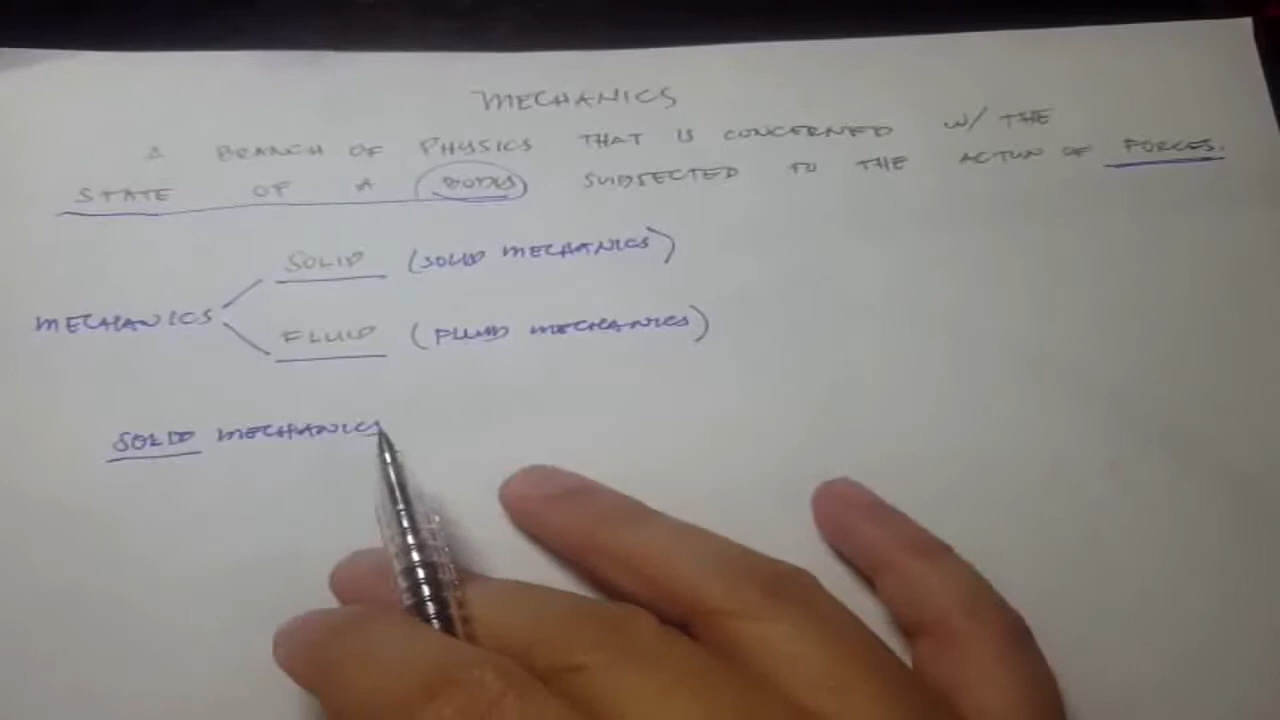 MECHANICS
A BRANCH OF PHYSICS THAT IS CONCERNED W/ THE
STATE OF A BODY SUBJECTED TO THE ACTION OF FORCES.
SOLID (SOLID MECHANICS)
MECHANICS
FLUID (FLUID MECHANICS)
SOLID MECHANICS